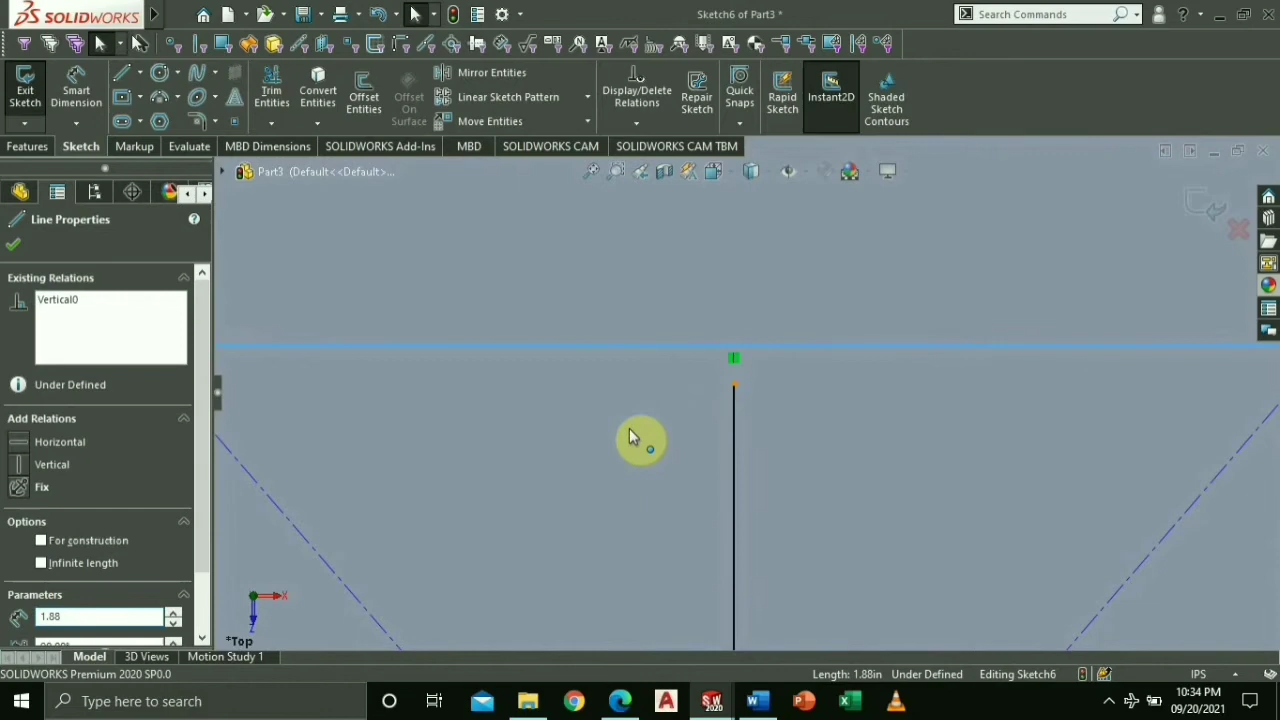 SOLIDWORKS
Sketch6 of Part3 *
Search Commands
Exit Sketch
Smart Dimension
Trim Entities
Convert Entities
Offset Entities
Offset On Surface
Mirror Entities
Linear Sketch Pattern
Move Entities
Display/Delete Relations
Repair Sketch
Quick Snaps
Rapid Sketch
Instant2D
Shaded Sketch Contours
Features Sketch Markup Evaluate MBD Dimensions SOLIDWORKS Add-Ins MBD SOLIDWORKS CAM SOLIDWORKS CAM TBM
Part3 (Default<<Default>...
Line Properties
Existing Relations
Vertical0
Under Defined
Add Relations
Horizontal
Vertical
Fix
Options
For construction
Infinite length
Parameters
1.88
X
Z
*Top
Model 3D Views Motion Study 1
SOLIDWORKS Premium 2020 SP0.0
Length: 1.88in Under Defined Editing Sketch6 IPS
Type here to search
10:34 PM
09/20/2021